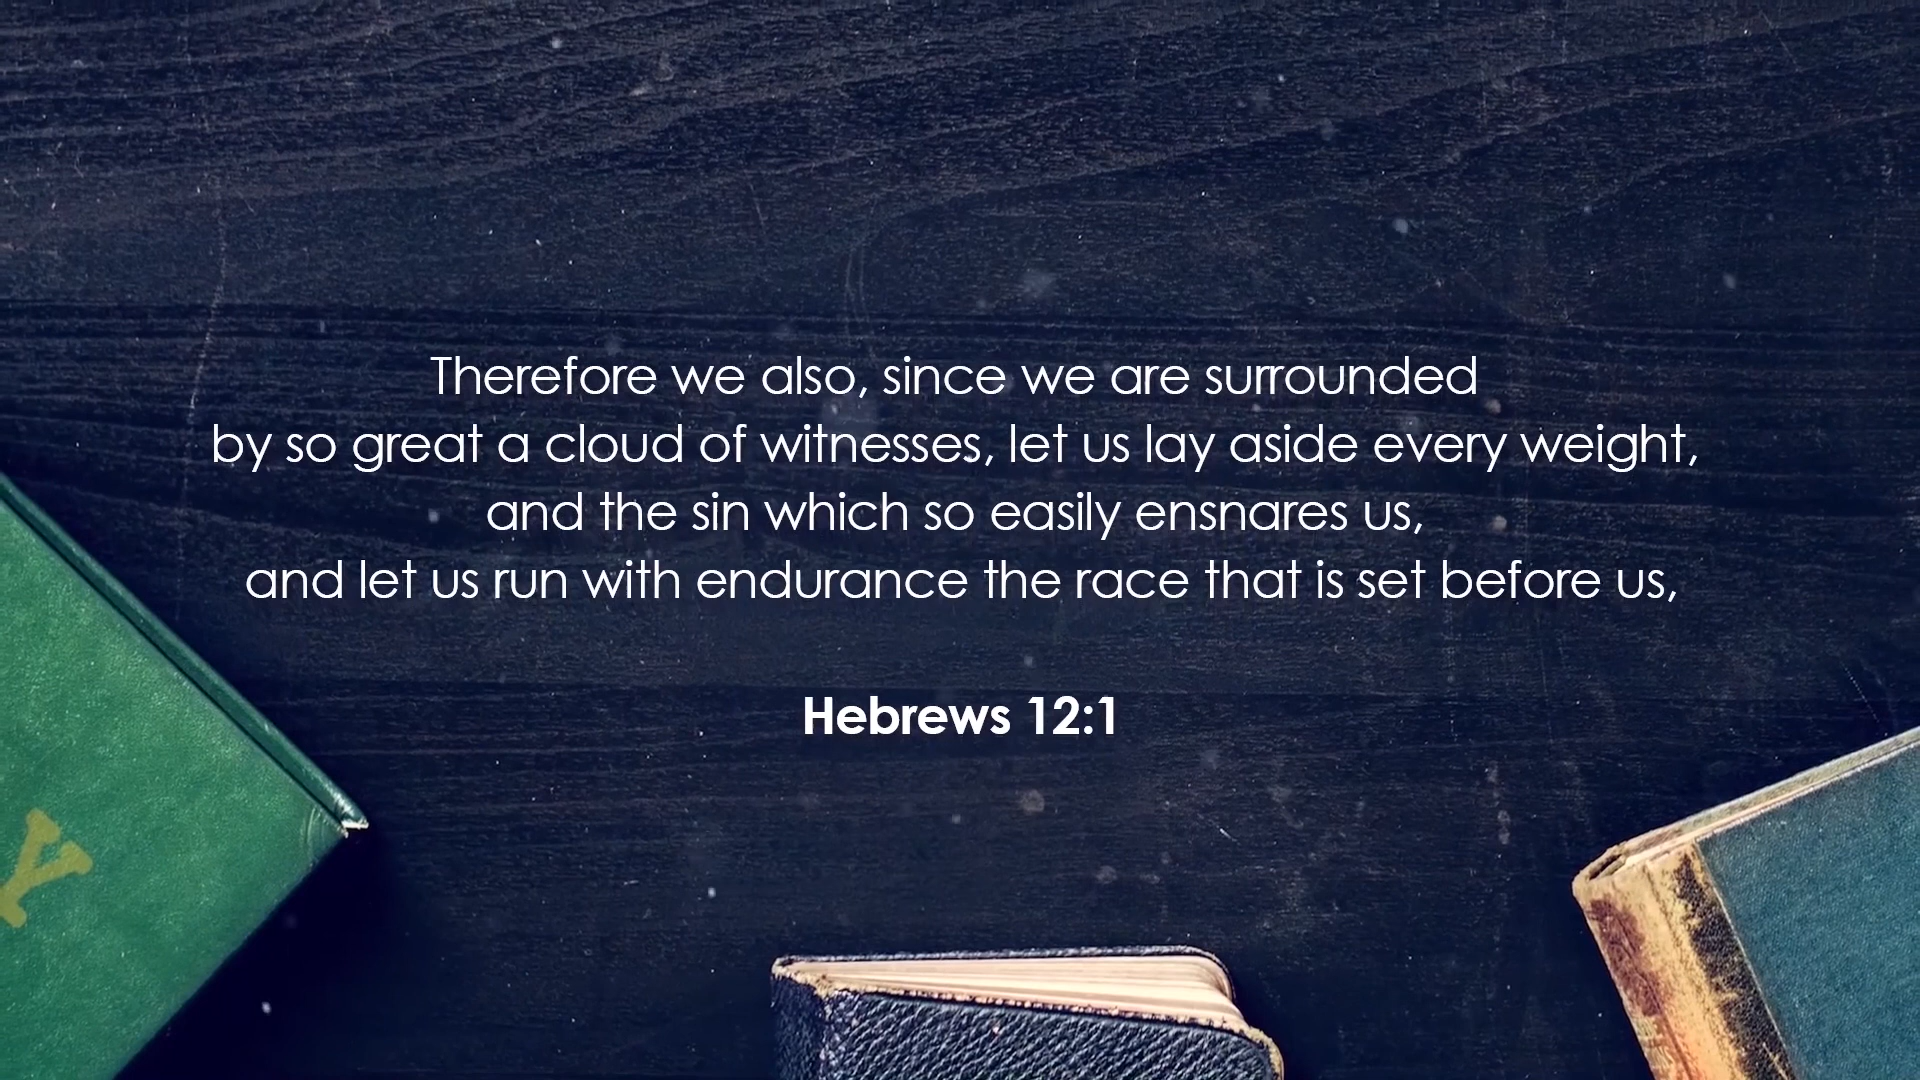 Therefore we also, since we are surrounded
by so great a cloud of witnesses, let us lay aside every weight,
and the sin which so easily ensnares us,
and let us run with endurance the race that is set before us,
Hebrews 12:1
Y